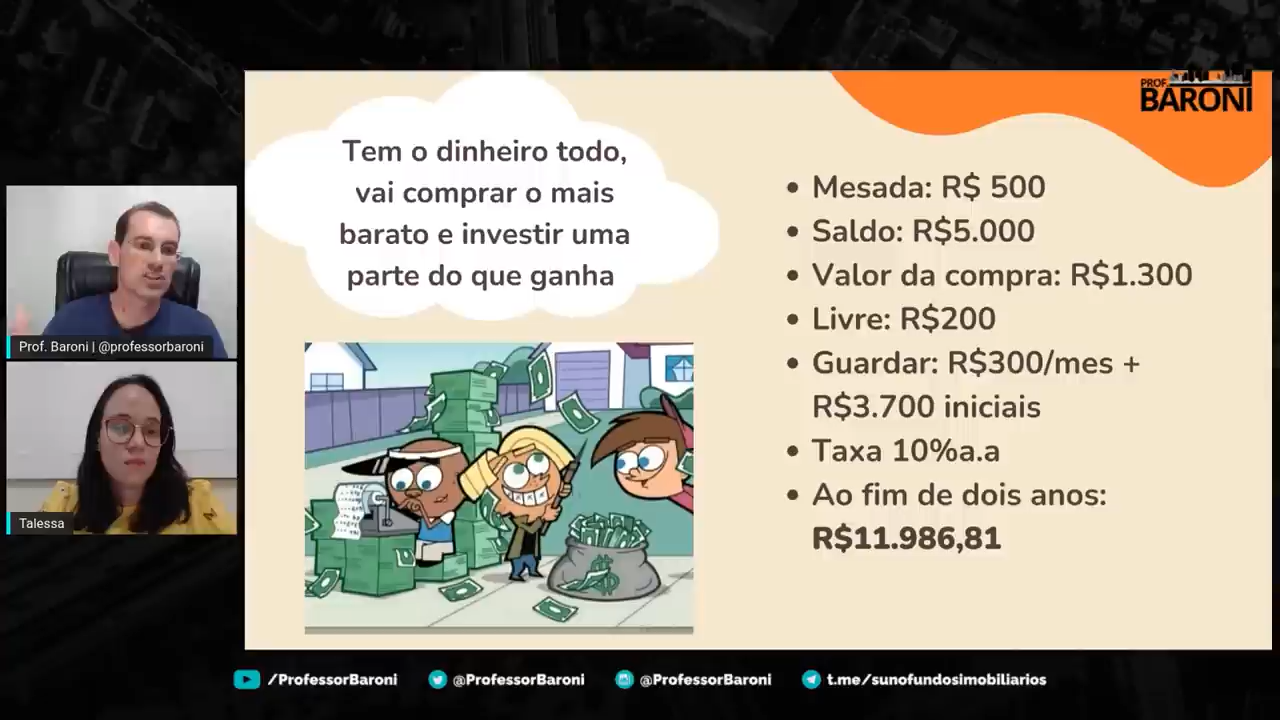 PROF.
BARONI
Tem o dinheiro todo,
vai comprar o mais
barato e investir uma
parte do que ganha
• Mesada: R$ 500
• Saldo: R$5.000
• Valor da compra: R$1.300
• Livre: R$200
• Guardar: R$300/mes +
R$3.700 iniciais
• Taxa 10%a.a
• Ao fim de dois anos:
R$11.986,81
Prof. Baroni | @professorbaroni
Talessa
/ProfessorBaroni
@ProfessorBaroni
@ProfessorBaroni
t.me/sunofundosimobiliarios